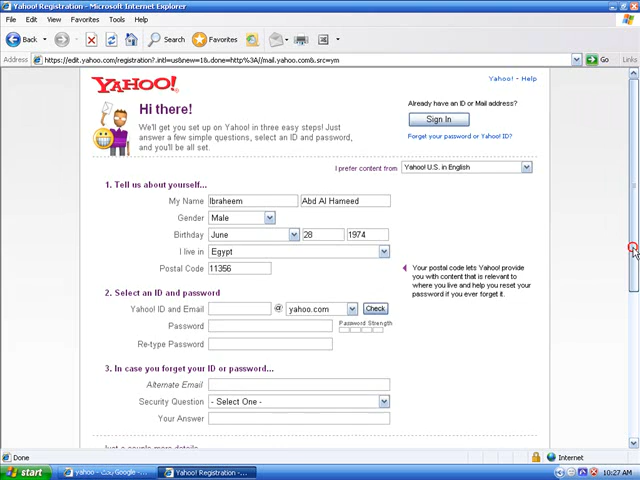 Yahoo! Registration - Microsoft Internet Explorer
File Edit View Favorites Tools Help
Back Search Favorites
Address https://edit.yahoo.com/registration?.intl=us&new=1&.done=http%3A//mail.yahoo.com&.src=ym Go Links
YAHOO! Yahoo! - Help
Hi there!
We'll get you set up on Yahoo! in three easy steps! Just
answer a few simple questions, select an ID and password,
and you'll be all set.
Already have an ID or Mail address?
Sign In
Forget your password or Yahoo! ID?
I prefer content from Yahoo! U.S. in English
1. Tell us about yourself...
My Name Ibraheem Abd Al Hameed
Gender Male
Birthday June 28 1974
I live in Egypt
Postal Code 11356
Your postal code lets Yahoo! provide
you with content that is relevant to
where you live and help you reset your
password if you ever forget it.
2. Select an ID and password
Yahoo! ID and Email @ yahoo.com Check
Password Password Strength
Re-type Password
3. In case you forget your ID or password...
Alternate Email
Security Question - Select One -
Your Answer
Just a couple more details
Done Internet
start yahoo - بحث Google -... Yahoo! Registration -... 10:27 AM